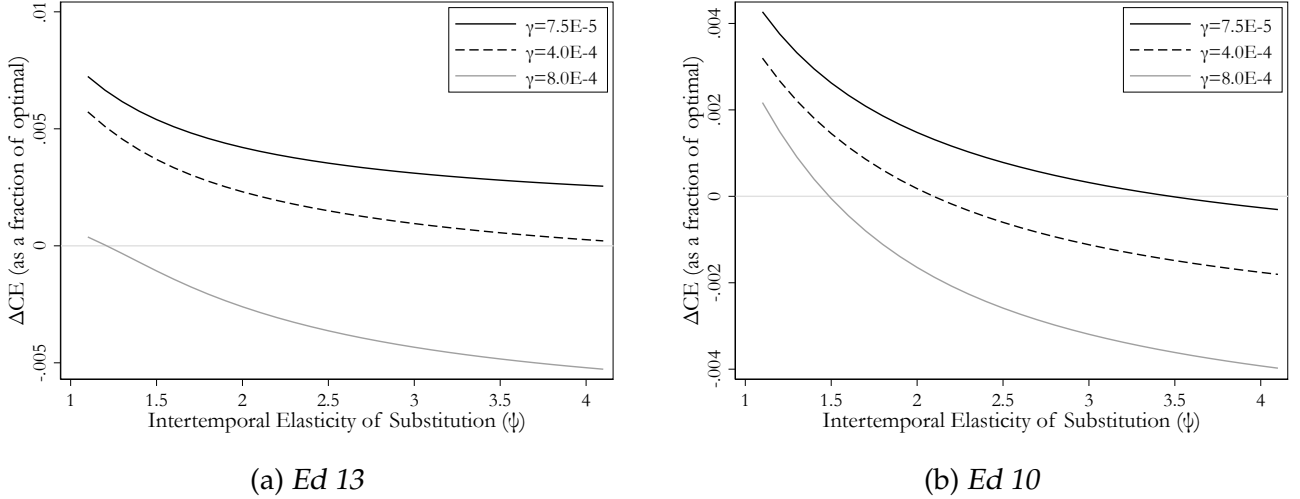 ΔCE (as a fraction of optimal)
.01
.005
0
-.005
γ=7.5E-5
γ=4.0E-4
γ=8.0E-4
1 1.5 2 2.5 3 3.5 4
Intertemporal Elasticity of Substitution (ψ)
(a) Ed 13
ΔCE (as a fraction of optimal)
.004
.002
0
-.002
-.004
γ=7.5E-5
γ=4.0E-4
γ=8.0E-4
1 1.5 2 2.5 3 3.5 4
Intertemporal Elasticity of Substitution (ψ)
(b) Ed 10